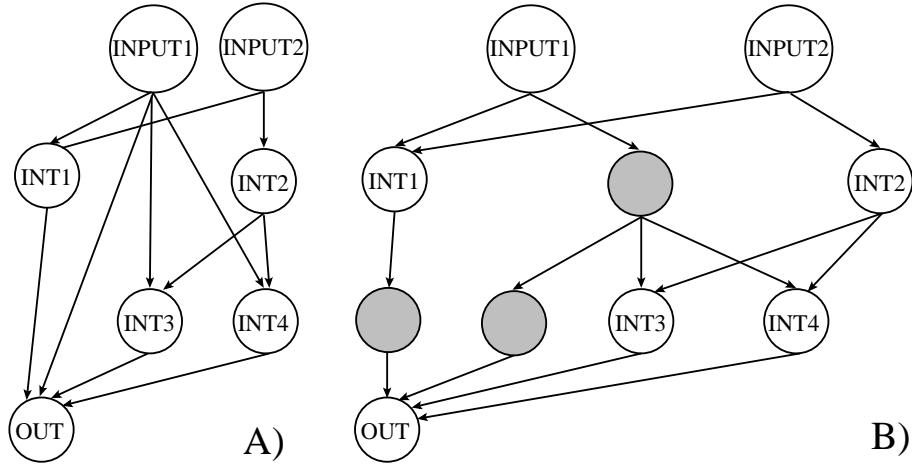 INPUT1 INPUT2
INT1 INT2
INT3 INT4
OUT
A)
INPUT1 INPUT2
INT1 INT2
INT3 INT4
OUT
B)